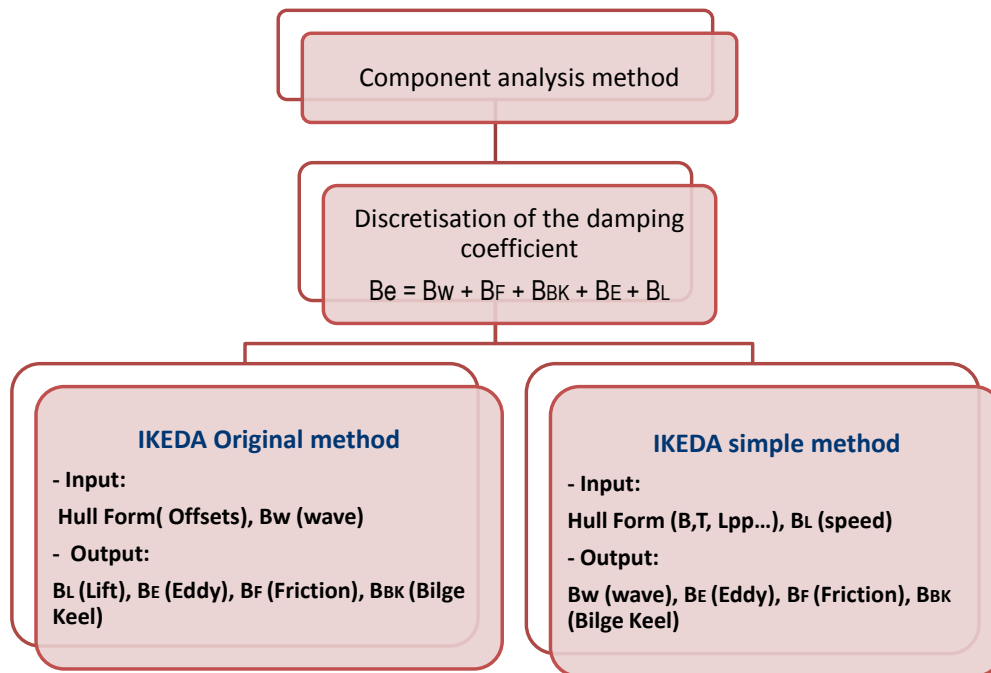 Component analysis method
Discretisation of the damping
coefficient
Be = BW + BF + BBK + BE + BL
IKEDA Original method
- Input:
Hull Form( Offsets), Bw (wave)
- Output:
BL (Lift), BE (Eddy), BF (Friction), BBK (Bilge
Keel)
IKEDA simple method
- Input:
Hull Form (B,T, Lpp...), BL (speed)
- Output:
Bw (wave), BE (Eddy), BF (Friction), BBK
(Bilge Keel)